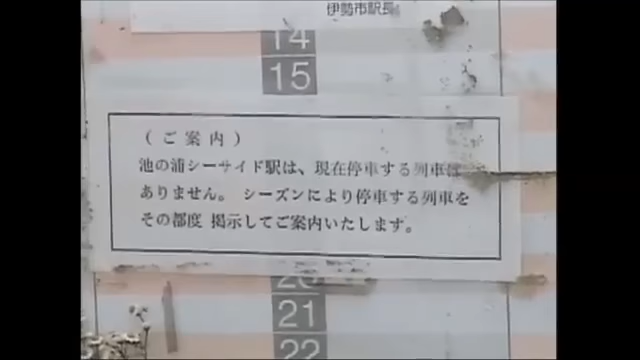 伊勢市駅長
14
15
(ご案内)
池の浦シーサイド駅は、現在停車する列車は
ありません。 シーズンにより停車する列車を
その都度 掲示してご案内いたします。
20
21
22